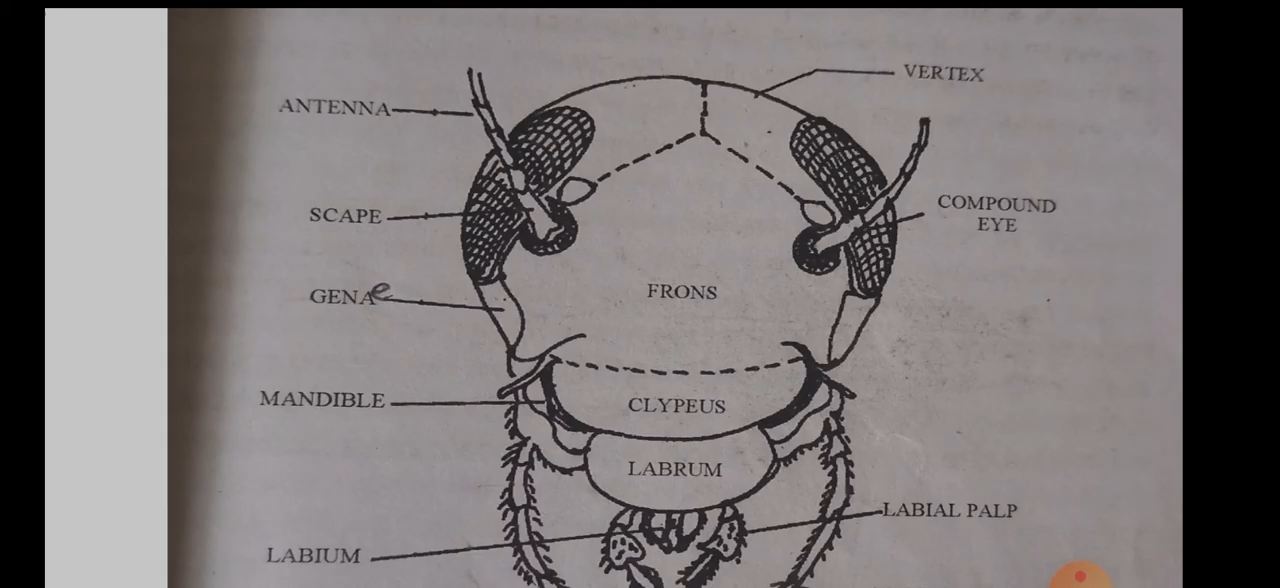 VERTEX
ANTENNA
SCAPE
COMPOUND
EYE
GENAe
FRONS
MANDIBLE
CLYPEUS
LABRUM
LABIAL PALP
LABIUM